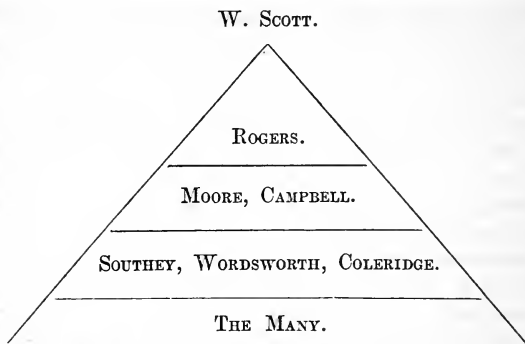 W. Scott.
Rogers.
Moore, Campbell.
Southey, Wordsworth, Coleridge.
The Many.